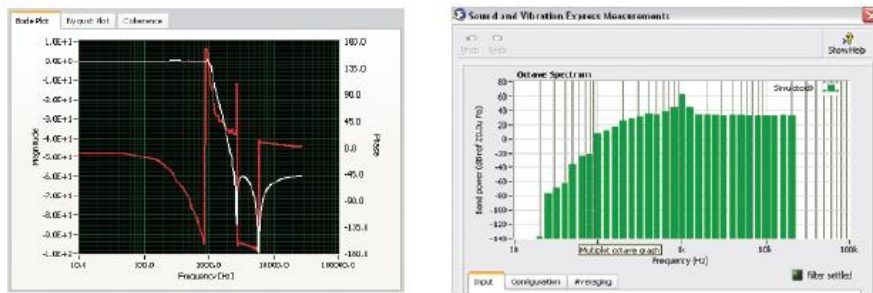 Bode Plot
Nyquist Plot
Coherence
1.0E+1
0.0E+0
-1.0E+1
-2.0E+1
-3.0E+1
-4.0E+1
-5.0E+1
-6.0E+1
-7.0E+1
-8.0E+1
-9.0E+1
-1.0E+2
Magnitude
180.0
135.0
90.0
45.0
0.0
-45.0
-90.0
-135.0
-180.0
Phase
10.0
100.0
1000.0
10000.0
100000.0
Frequency[Hz]
Sound and Vibration Express Measurements
Undo
Redo
Show Help
Octave Spectrum
Simulated0
80
60
40
20
0
-20
-40
-60
-80
-100
-120
-140
Band power (dBref 20.0u Pa)
1k
1k
10k
100k
Multiplot octave graph
Frequency (Hz)
Input
Configuration
Averaging
Filter settled